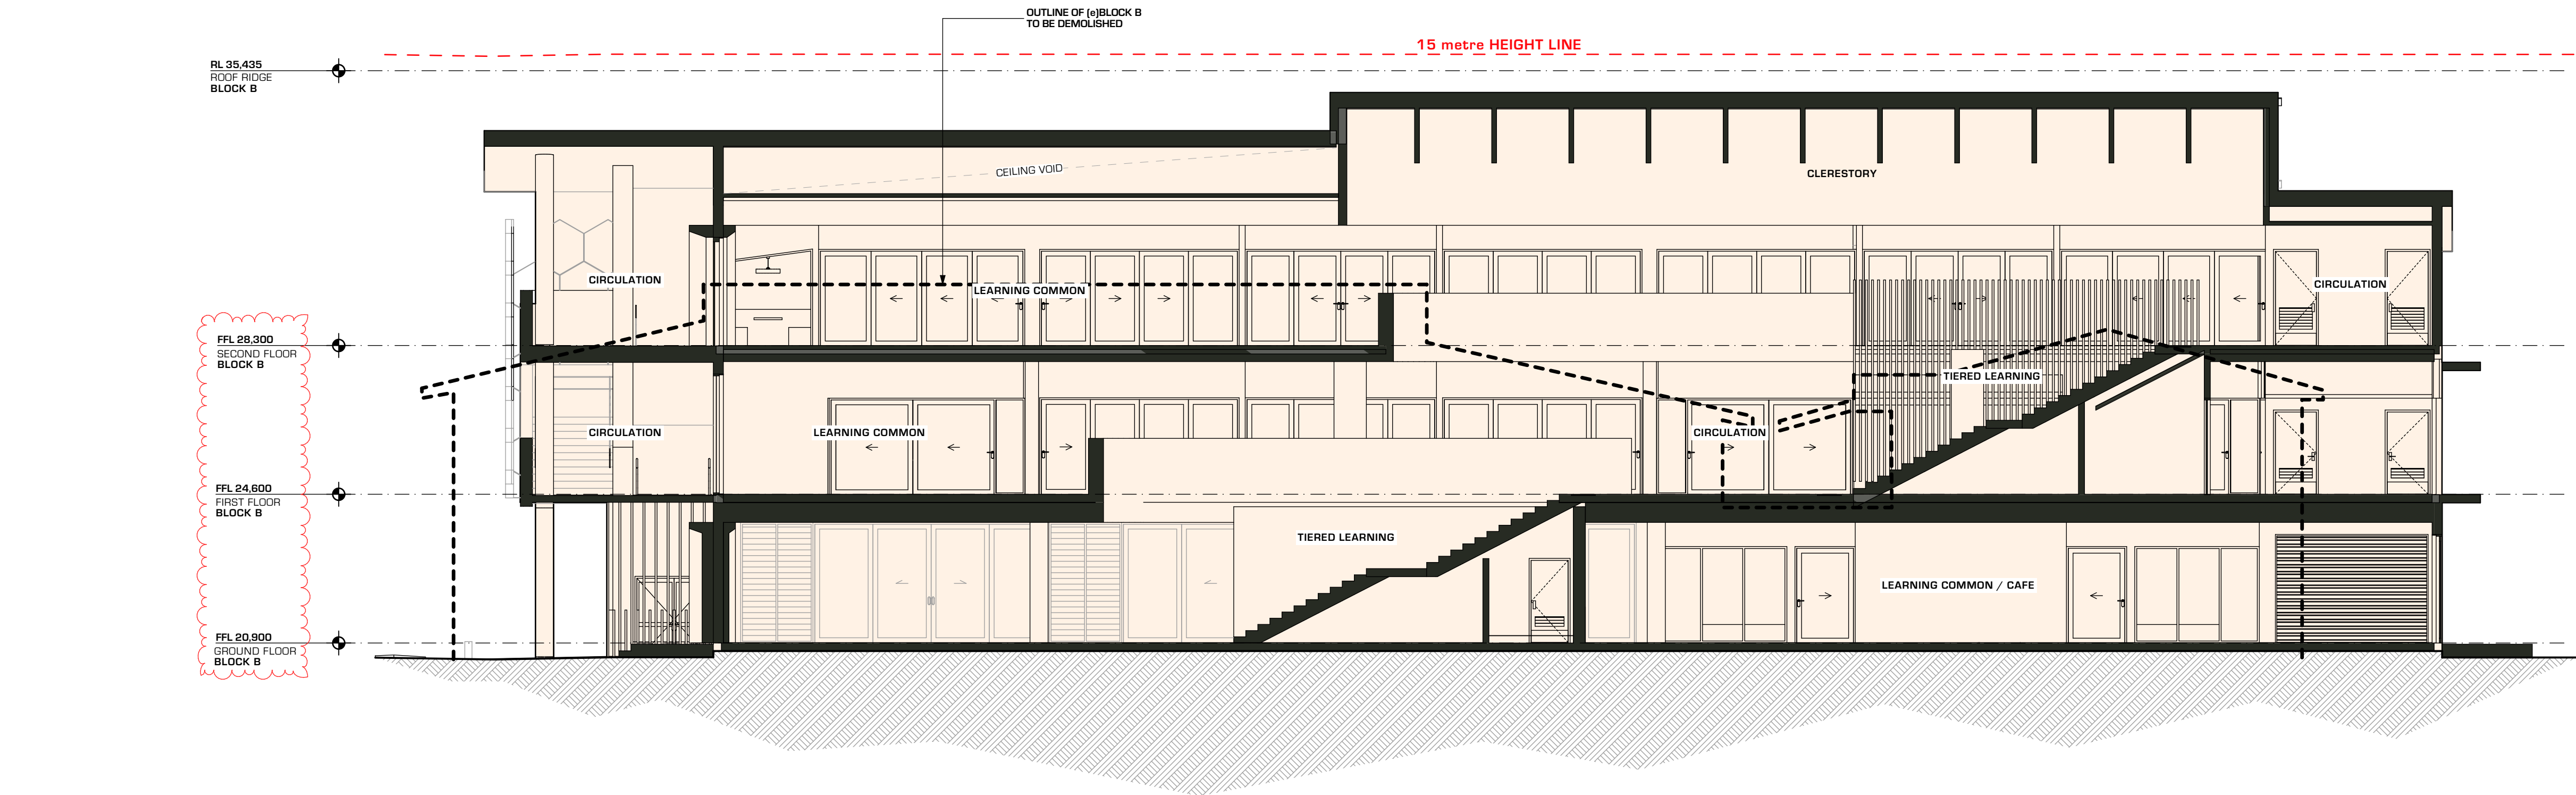 OUTLINE OF (e)BLOCK B
TO BE DEMOLISHED
15 metre HEIGHT LINE
RL 35,435
ROOF RIDGE
BLOCK B
CEILING VOID
CLERESTORY
CIRCULATION
LEARNING COMMON
CIRCULATION
FFL 28,300
SECOND FLOOR
BLOCK B
TIERED LEARNING
CIRCULATION
LEARNING COMMON
CIRCULATION
FFL 24,600
FIRST FLOOR
BLOCK B
TIERED LEARNING
LEARNING COMMON / CAFE
FFL 20,900
GROUND FLOOR
BLOCK B